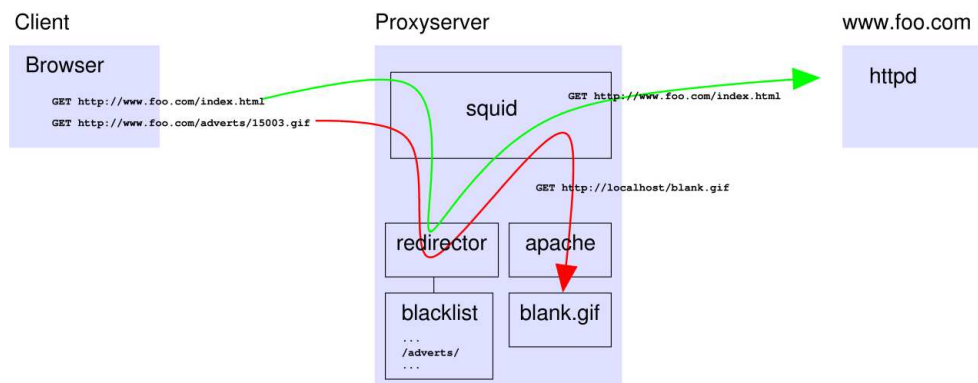 Client
Proxyserver
www.foo.com
Browser
httpd
GET http://www.foo.com/index.html
GET http://www.foo.com/adverts/15003.gif
squid
GET http://www.foo.com/index.html
GET http://localhost/blank.gif
redirector
apache
blacklist
...
/adverts/
...
blank.gif